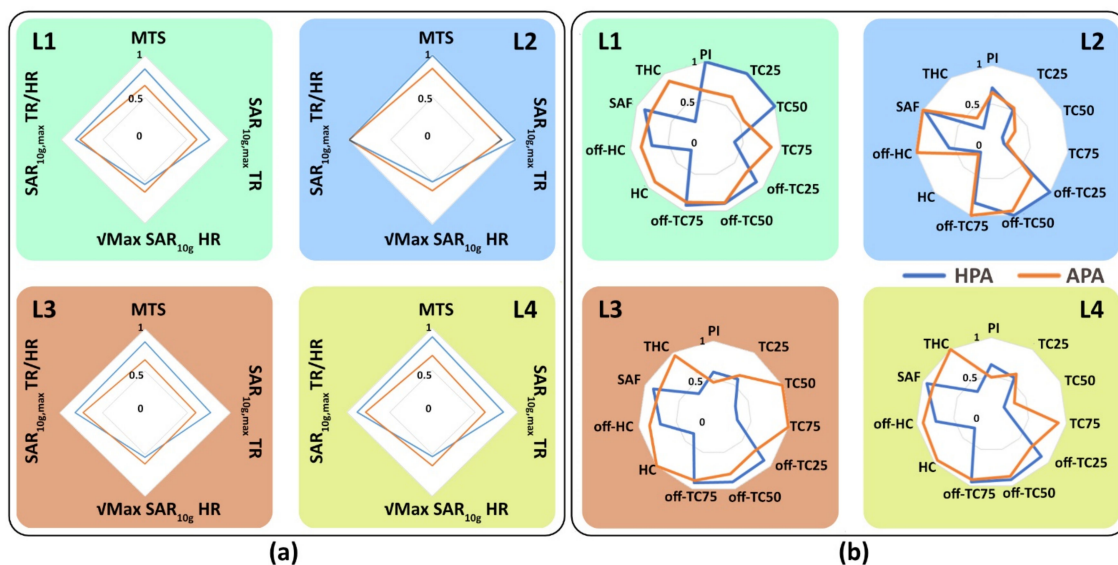 L1
MTS
1
0.5
0
SAR10g,max TR/HR
SAR10g,max TR
√Max SAR10g HR
L2
MTS
1
0.5
0
SAR10g,max TR/HR
SAR10g,max TR
√Max SAR10g HR
L3
MTS
1
0.5
0
SAR10g,max TR/HR
SAR10g,max TR
√Max SAR10g HR
L4
MTS
1
0.5
0
SAR10g,max TR/HR
SAR10g,max TR
√Max SAR10g HR
(a)
L1
PI
1
0.5
0
TC25
TC50
TC75
off-TC25
off-TC50
off-TC75
HC
off-HC
SAF
THC
L2
PI
1
0.5
0
TC25
TC50
TC75
off-TC25
off-TC50
off-TC75
HC
off-HC
SAF
THC
HPA
APA
L3
PI
1
0.5
0
TC25
TC50
TC75
off-TC25
off-TC50
off-TC75
HC
off-HC
SAF
THC
L4
PI
1
0.5
0
TC25
TC50
TC75
off-TC25
off-TC50
off-TC75
HC
off-HC
SAF
THC
(b)